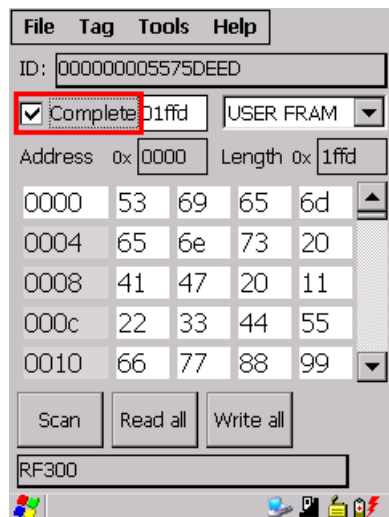 File Tag Tools Help
ID: 000000005575DEED
Complete 01ffd USER FRAM
Address 0x 0000 Length 0x 1ffd
0000 53 69 65 6d
0004 65 6e 73 20
0008 41 47 20 11
000c 22 33 44 55
0010 66 77 88 99
Scan Read all Write all
RF300